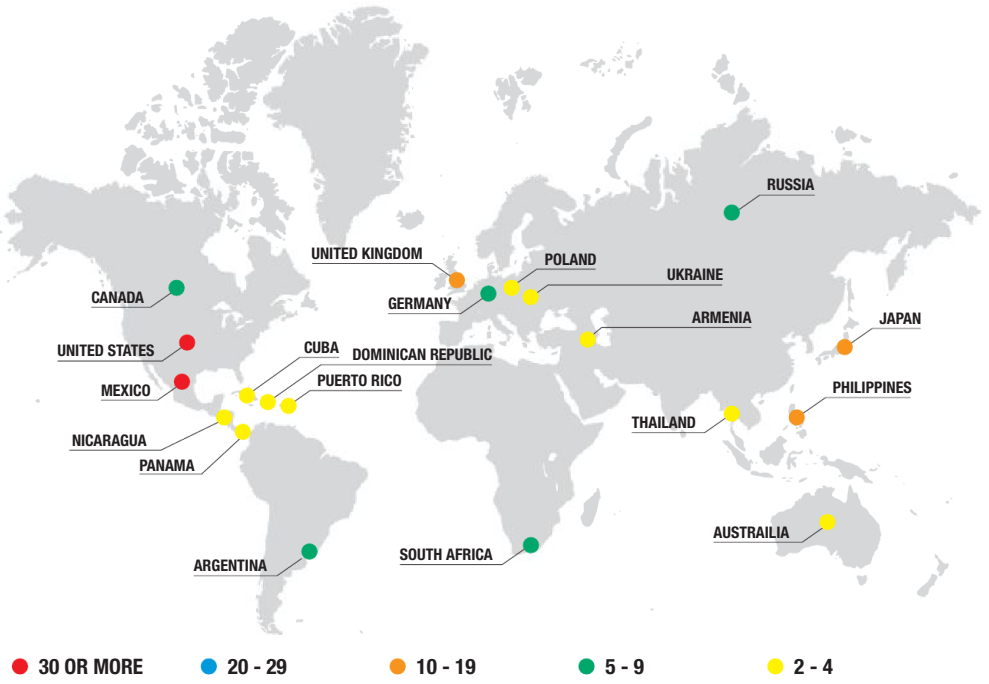 RUSSIA
UNITED KINGDOM
POLAND
UKRAINE
CANADA
GERMANY
ARMENIA
JAPAN
UNITED STATES
CUBA
DOMINICAN REPUBLIC
MEXICO
PUERTO RICO
PHILIPPINES
THAILAND
NICARAGUA
PANAMA
AUSTRAILIA
SOUTH AFRICA
ARGENTINA
30 OR MORE
20 - 29
10 - 19
5 - 9
2 - 4